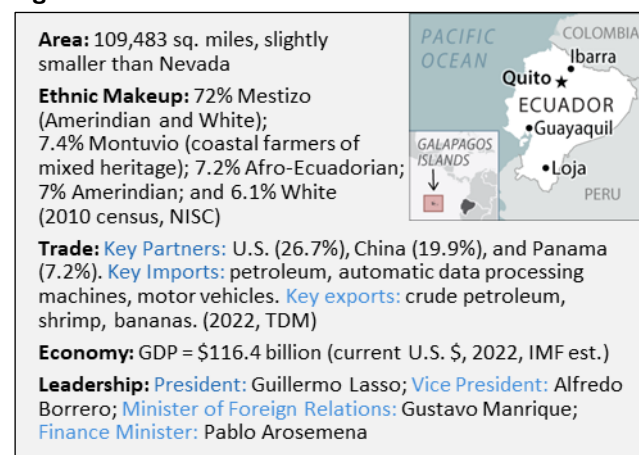 Area: 109,483 sq. miles, slightly
smaller than Nevada
Ethnic Makeup: 72% Mestizo
(Amerindian and White);
7.4% Montuvio (coastal farmers of
mixed heritage); 7.2% Afro-Ecuadorian;
7% Amerindian; and 6.1% White
(2010 census, NISC)
PACIFIC
OCEAN
COLOMBIA
Ibarra
Quito
ECUADOR
Guayaquil
GALAPAGOS
ISLANDS
Loja
PERU
Trade: Key Partners: U.S. (26.7%), China (19.9%), and Panama
(7.2%). Key Imports: petroleum, automatic data processing
machines, motor vehicles. Key exports: crude petroleum,
shrimp, bananas. (2022, TDM)
Economy: GDP = $116.4 billion (current U.S. $, 2022, IMF est.)
Leadership: President: Guillermo Lasso; Vice President: Alfredo
Borrero; Minister of Foreign Relations: Gustavo Manrique;
Finance Minister: Pablo Arosemena